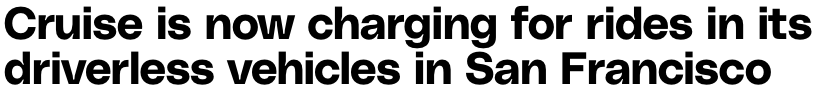 Cruise is now charging for rides in its
driverless vehicles in San Francisco